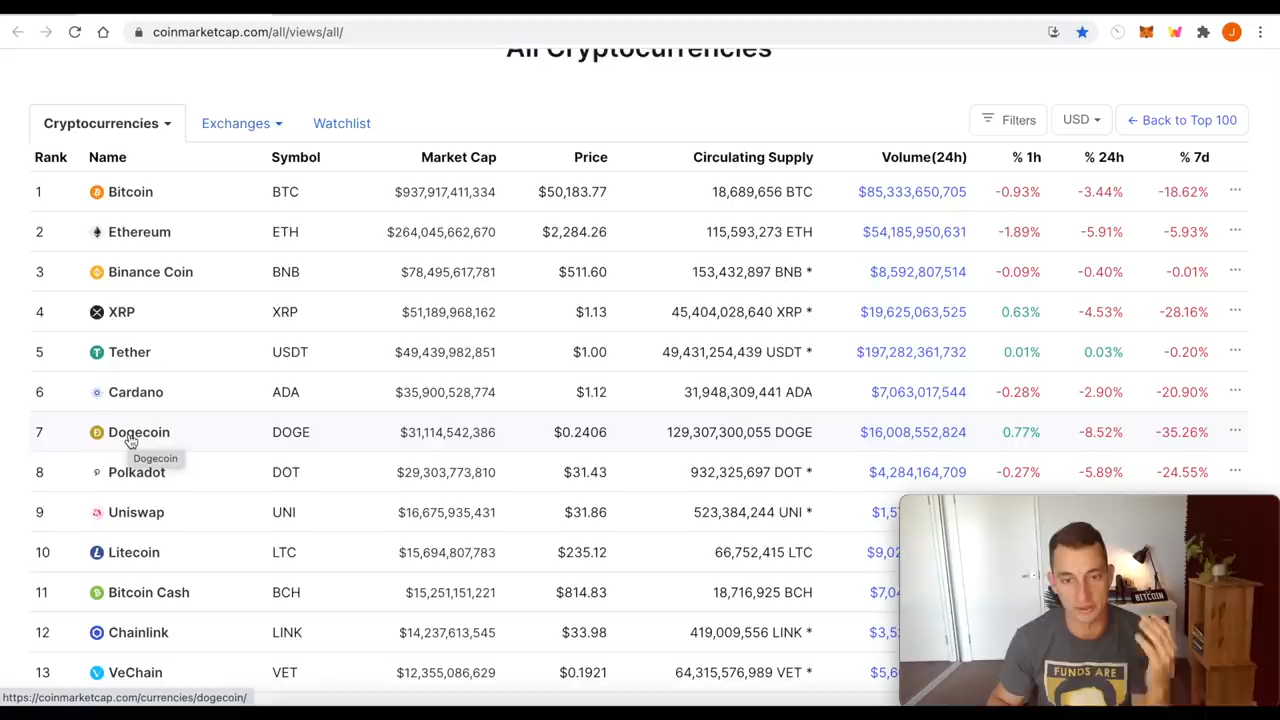 coinmarketcap.com/all/views/all/
J
All Cryptocurrencies
Cryptocurrencies Exchanges Watchlist Filters USD ← Back to Top 100
Rank Name Symbol Market Cap Price Circulating Supply Volume(24h) % 1h % 24h % 7d
1 Bitcoin BTC $937,917,411,334 $50,183.77 18,689,656 BTC $85,333,650,705 -0.93% -3.44% -18.62%
2 Ethereum ETH $264,045,662,670 $2,284.26 115,593,273 ETH $54,185,950,631 -1.89% -5.91% -5.93%
3 Binance Coin BNB $78,495,617,781 $511.60 153,432,897 BNB * $8,592,807,514 -0.09% -0.40% -0.01%
4 XRP XRP $51,189,968,162 $1.13 45,404,028,640 XRP * $19,625,063,525 0.63% -4.53% -28.16%
5 Tether USDT $49,439,982,851 $1.00 49,431,254,439 USDT * $197,282,361,732 0.01% 0.03% -0.20%
6 Cardano ADA $35,900,528,774 $1.12 31,948,309,441 ADA $7,063,017,544 -0.28% -2.90% -20.90%
7 Dogecoin DOGE $31,114,542,386 $0.2406 129,307,300,055 DOGE $16,008,552,824 0.77% -8.52% -35.26%
Dogecoin
8 Polkadot DOT $29,303,773,810 $31.43 932,325,697 DOT * $4,284,164,709 -0.27% -5.89% -24.55%
9 Uniswap UNI $16,675,935,431 $31.86 523,384,244 UNI * $1,5
10 Litecoin LTC $15,694,807,783 $235.12 66,752,415 LTC $9,02
11 Bitcoin Cash BCH $15,251,151,221 $814.83 18,716,925 BCH $7,04
12 Chainlink LINK $14,237,613,545 $33.98 419,009,556 LINK * $3,5
13 VeChain VET $12,355,086,629 $0.1921 64,315,576,989 VET * $5,6
BITCOIN
FUNDS ARE
https://coinmarketcap.com/currencies/dogecoin/